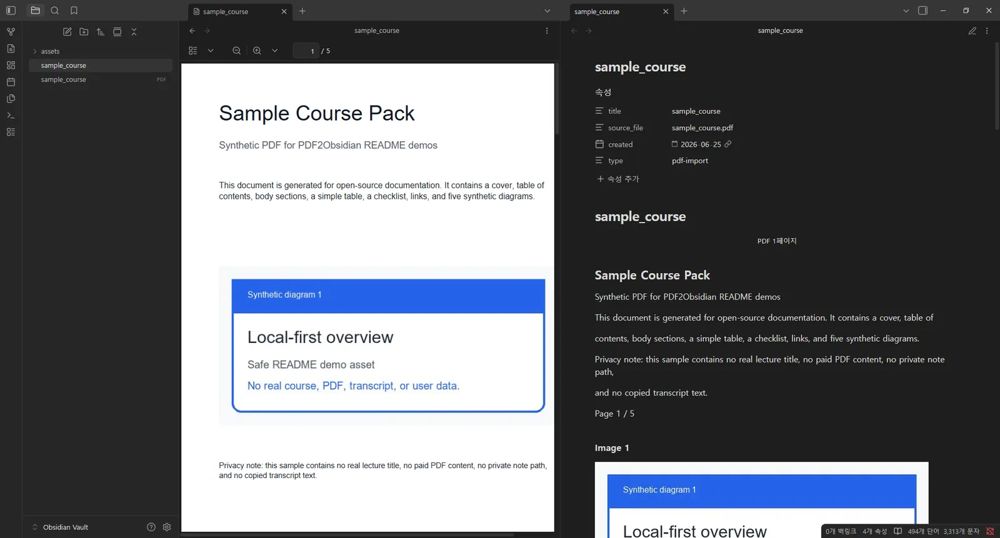 sample_course
sample_course
sample_course
1 / 5
sample_course
assets
sample_course
sample_course PDF
Sample Course Pack
Synthetic PDF for PDF2Obsidian README demos
This document is generated for open-source documentation. It contains a cover, table of
contents, body sections, a simple table, a checklist, links, and five synthetic diagrams.
Synthetic diagram 1
Local-first overview
Safe README demo asset
No real course, PDF, transcript, or user data.
Privacy note: this sample contains no real lecture title, no paid PDF content, no private note path,
and no copied transcript text.
Obsidian Vault
sample_course
sample_course
속성
title sample_course
source_file sample_course.pdf
created 2026-06-25
type pdf-import
속성 추가
sample_course
PDF 1페이지
Sample Course Pack
Synthetic PDF for PDF2Obsidian README demos
This document is generated for open-source documentation. It contains a cover, table of
contents, body sections, a simple table, a checklist, links, and five synthetic diagrams.
Privacy note: this sample contains no real lecture title, no paid PDF content, no private note
path,
and no copied transcript text.
Page 1 / 5
Image 1
Synthetic diagram 1
Local-first overview
0개 백링크 4개 속성 494개 단어 3,313개 문자